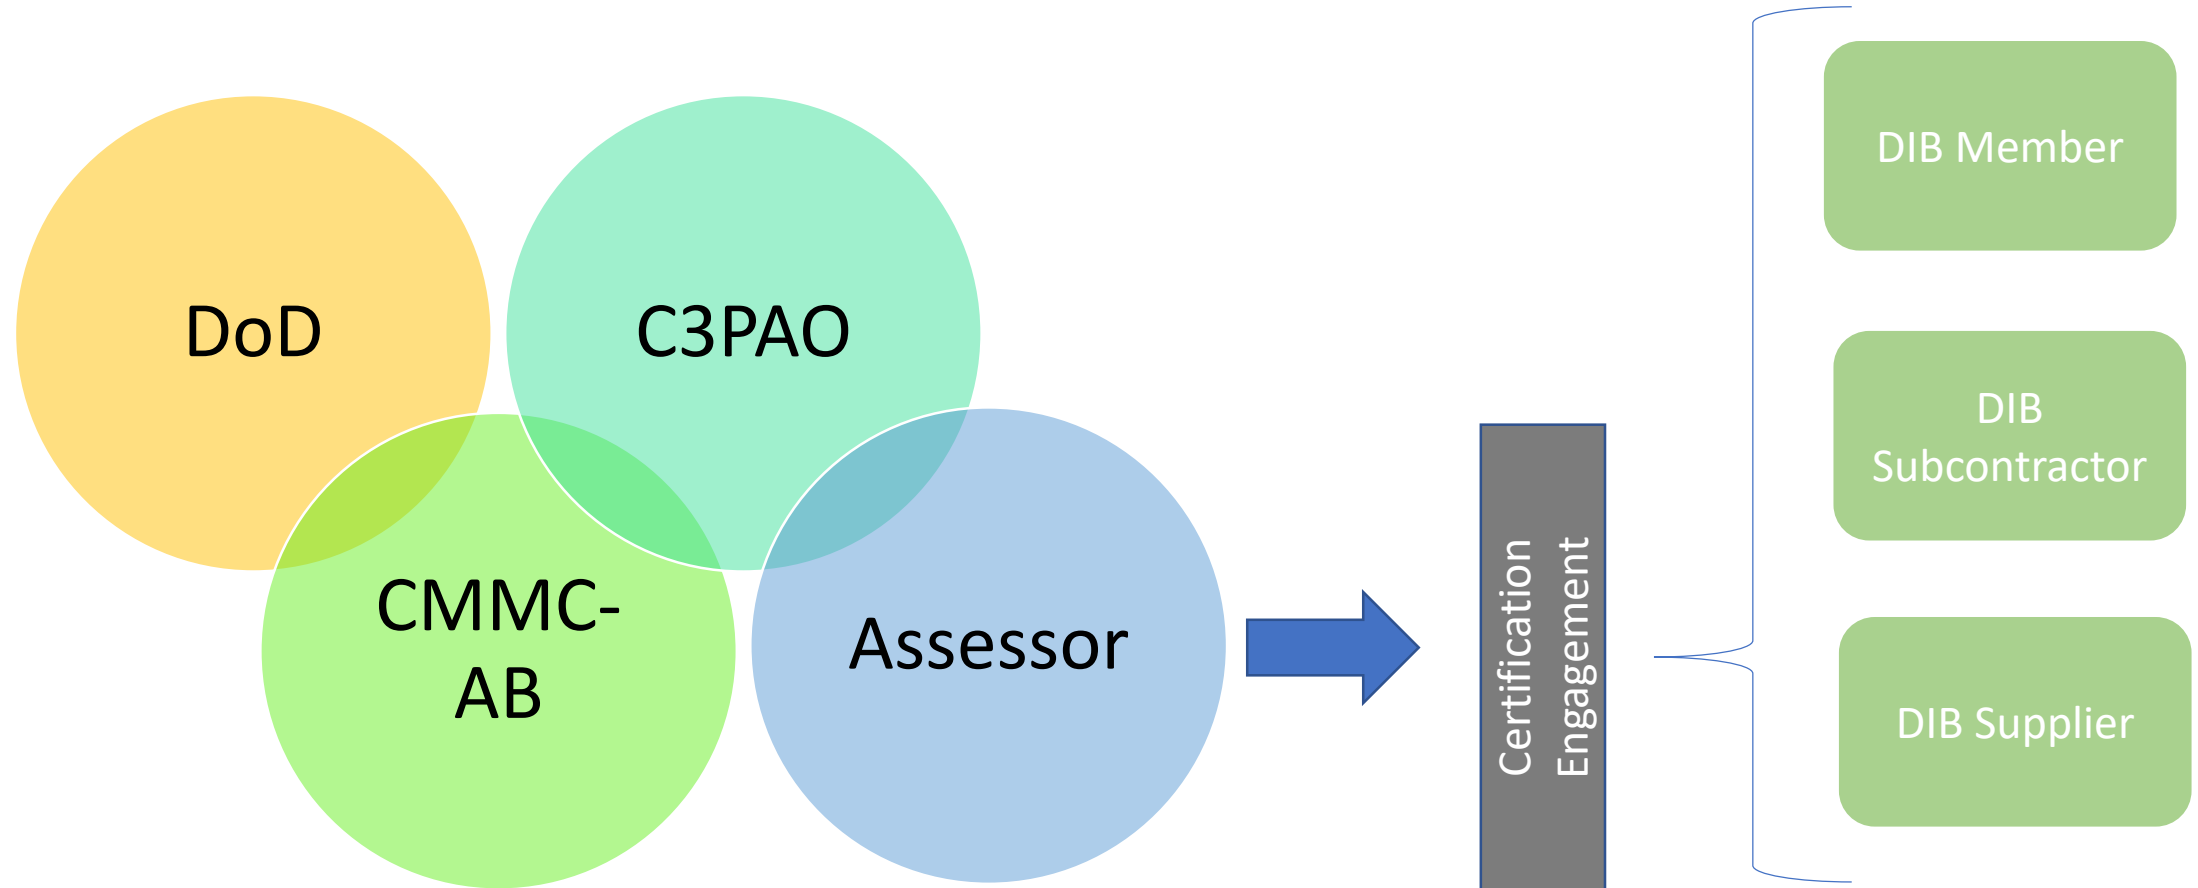 DoD
C3PAO
CMMC-
AB
Assessor
Certification
Engagement
DIB Member
DIB
Subcontractor
DIB Supplier